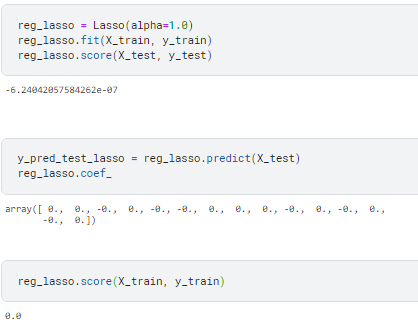 reg_lasso = Lasso(alpha=1.0)
reg_lasso.fit(X_train, y_train)
reg_lasso.score(X_test, y_test)
-6.24042057584262e-07
y_pred_test_lasso = reg_lasso.predict(X_test)
reg_lasso.coef_
array([ 0.,  0., -0.,  0., -0., -0.,  0.,  0.,  0., -0.,  0., -0.,  0.,
       -0.,  0.])
reg_lasso.score(X_train, y_train)
0.0